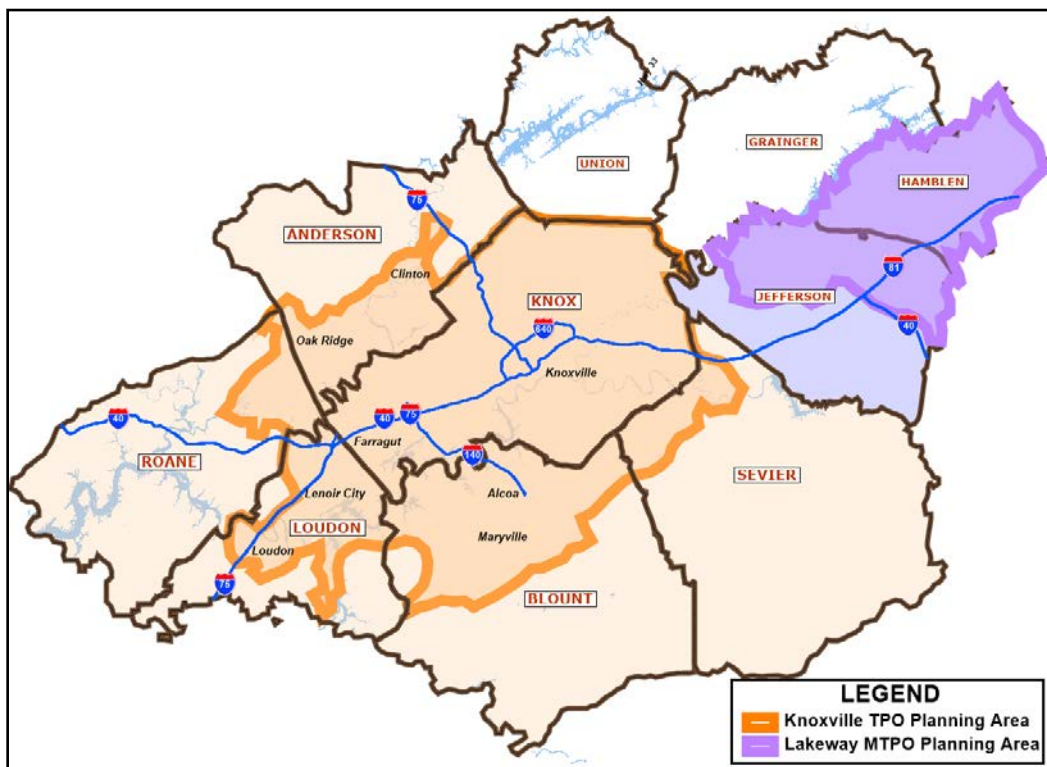 HWY 33
UNION
GRAINGER
HAMBLEN
75
ANDERSON
Clinton
81
JEFFERSON
KNOX
640
40
Oak Ridge
Knoxville
40
40
75
Farragut
ROANE
140
SEVIER
Lenoir City
Alcoa
LOUDON
Maryville
Loudon
75
BLOUNT
LEGEND
Knoxville TPO Planning Area
Lakeway MTPO Planning Area